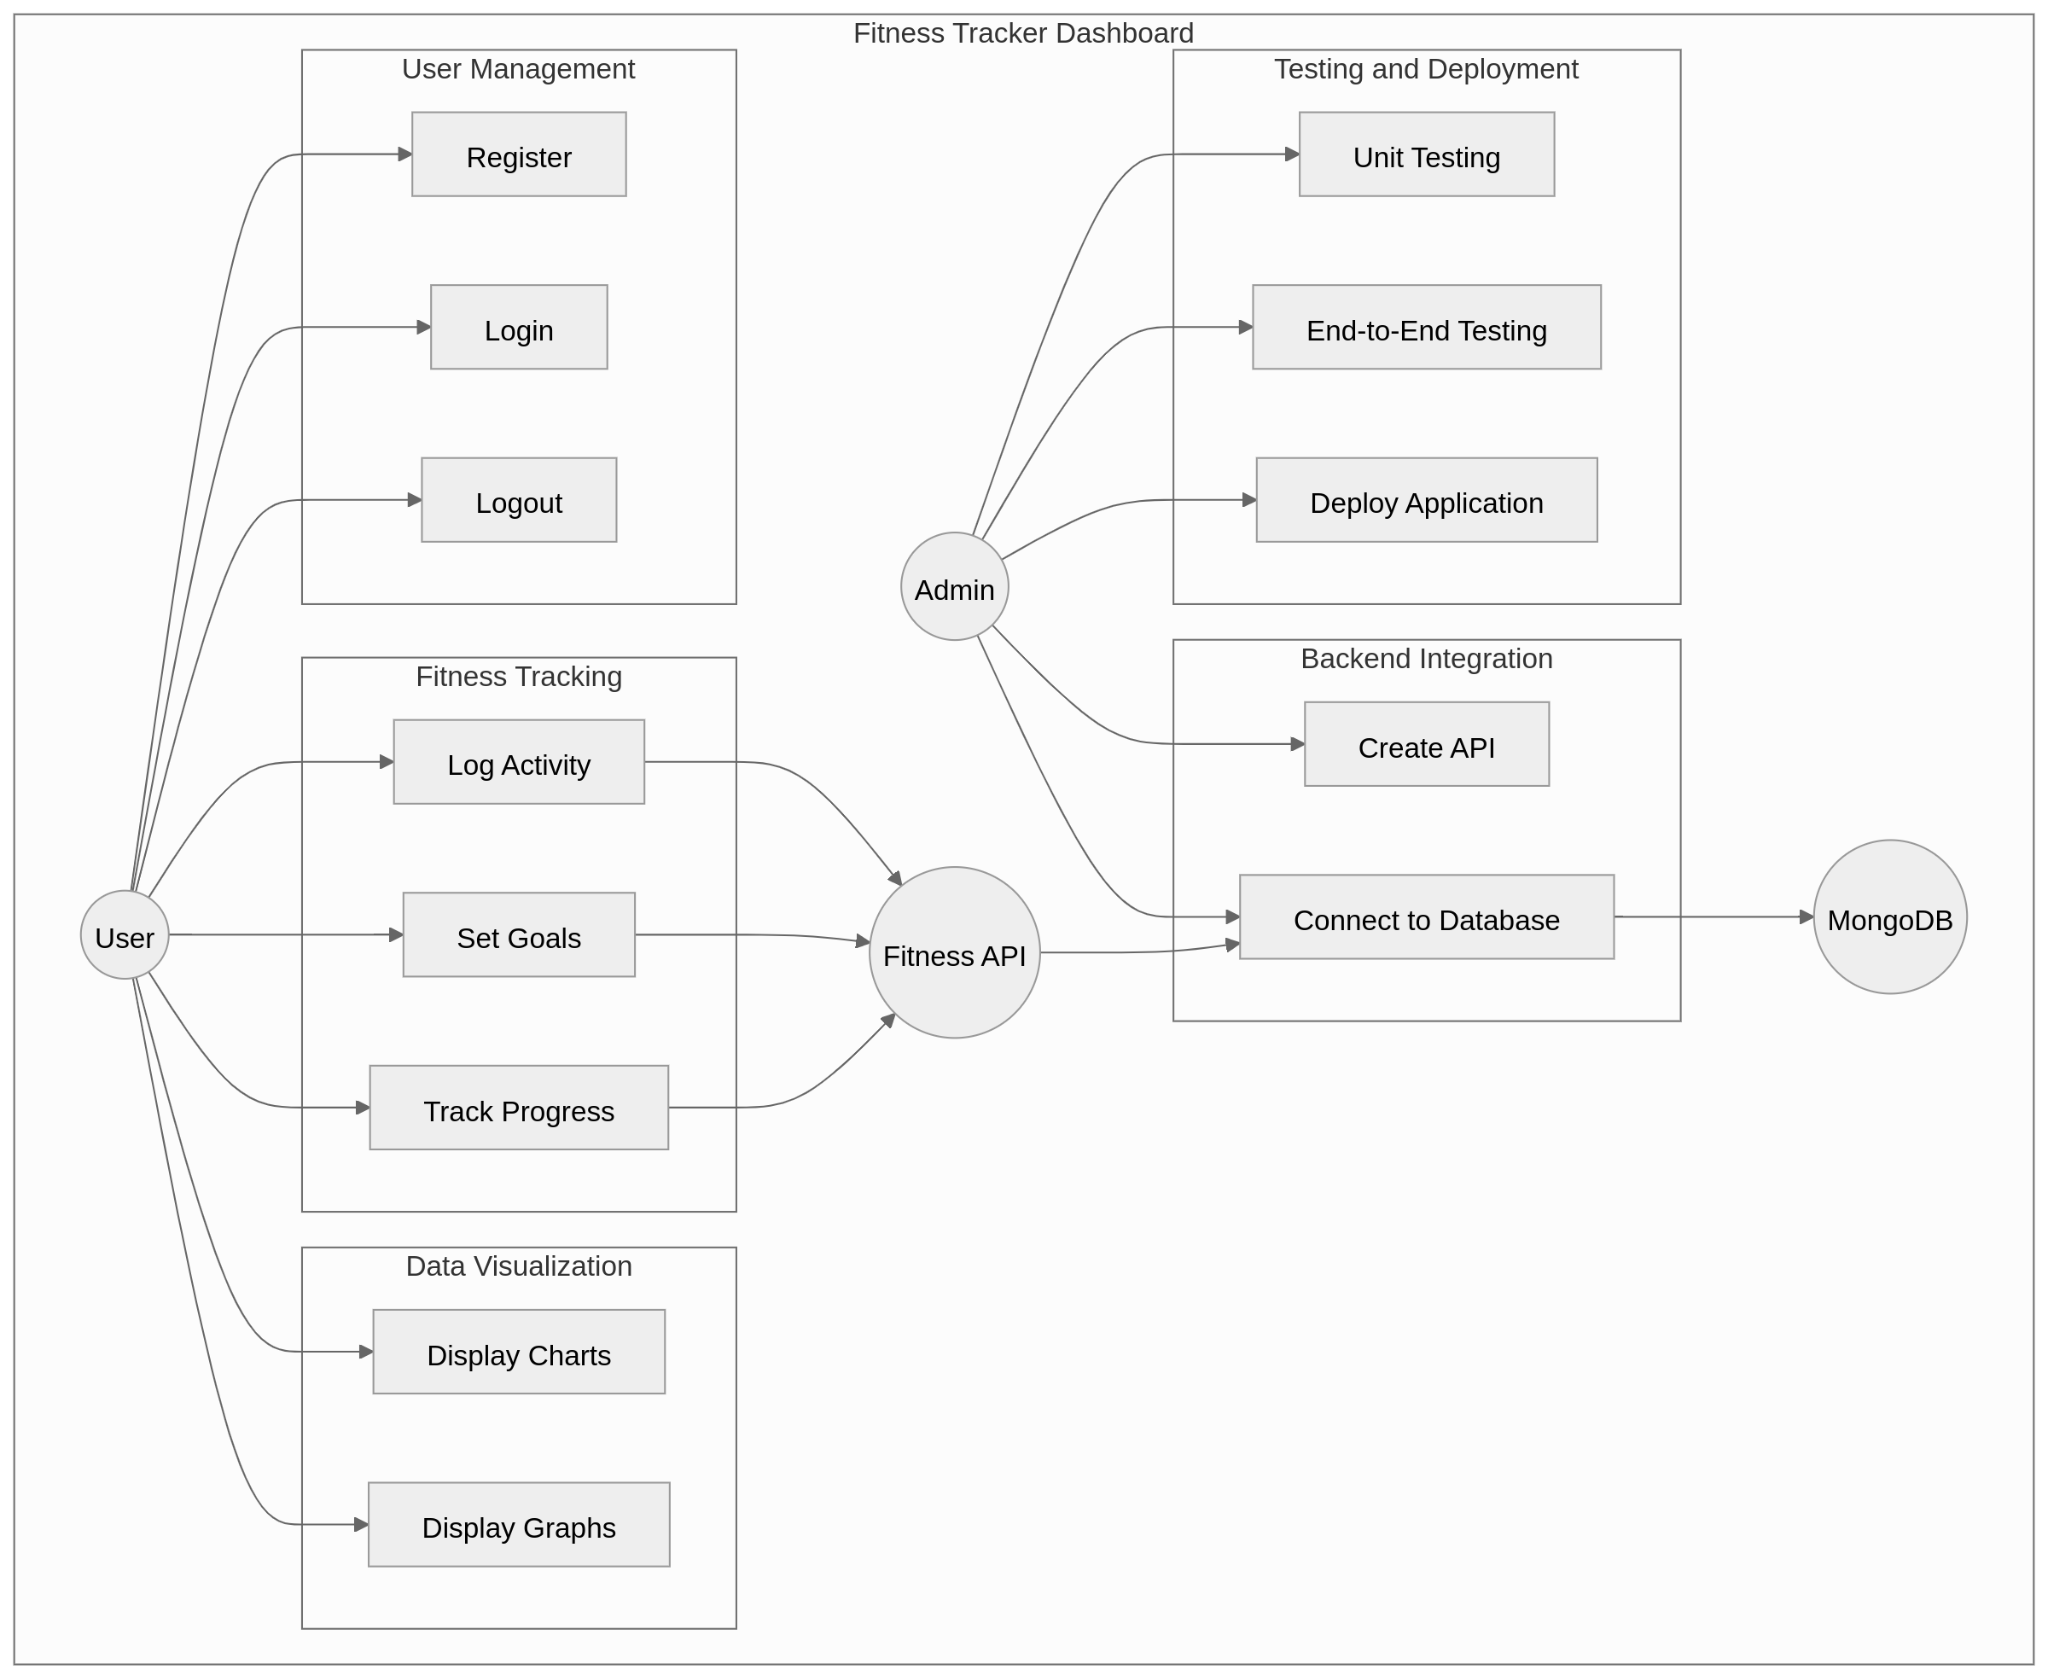 Fitness Tracker Dashboard
User Management
Register
Login
Logout
Fitness Tracking
Log Activity
Set Goals
Track Progress
Data Visualization
Display Charts
Display Graphs
User
Admin
Fitness API
Testing and Deployment
Unit Testing
End-to-End Testing
Deploy Application
Backend Integration
Create API
Connect to Database
MongoDB